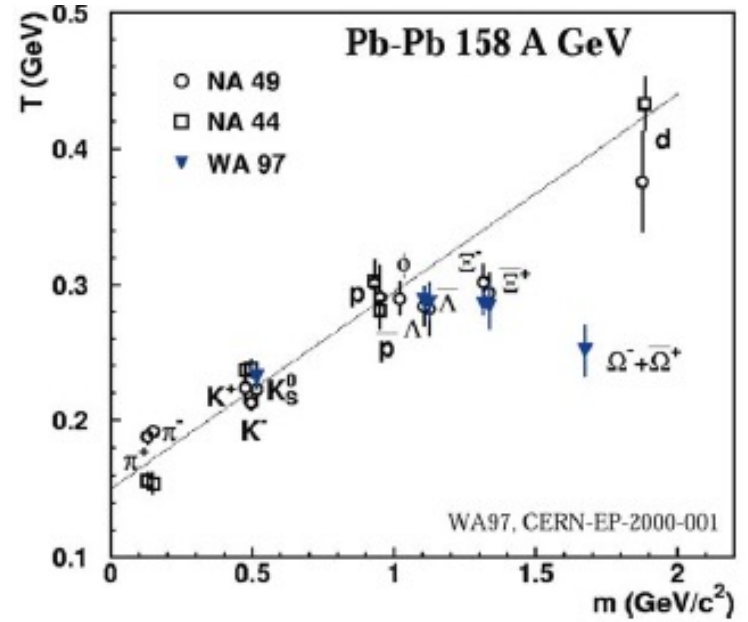 Pb-Pb 158 A GeV
NA 49
NA 44
WA 97
T (GeV)
0.5
0.4
0.3
0.2
0.1
0
0.5
1
1.5
2
m (GeV/c²)
π⁺
π⁻
K⁺
K⁰S
K⁻
p
p̅
ϕ
Λ
Λ̅
Ξ⁻
Ξ̅⁺
Ω⁻+Ω̅⁺
d
WA97, CERN-EP-2000-001